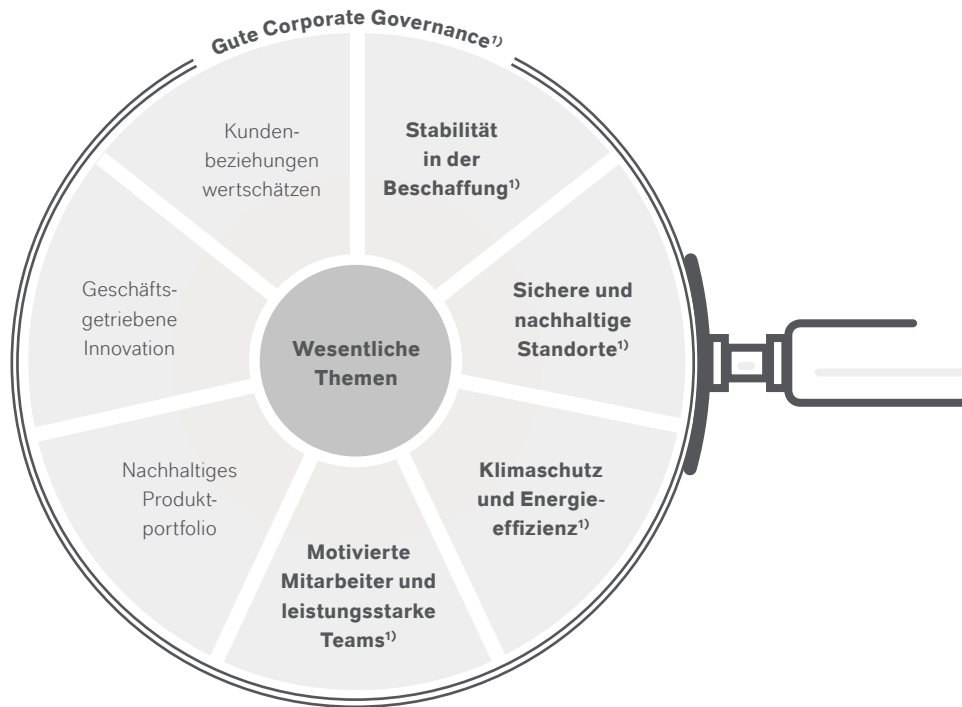 Gute Corporate Governance¹⁾
Kunden-
beziehungen
wertschätzen
Stabilität
in der
Beschaffung¹⁾
Geschäfts-
getriebene
Innovation
Sichere und
nachhaltige
Standorte¹⁾
Wesentliche
Themen
Nachhaltiges
Produkt-
portfolio
Klimaschutz
und Energie-
effizienz¹⁾
Motivierte
Mitarbeiter und
leistungsstarke
Teams¹⁾